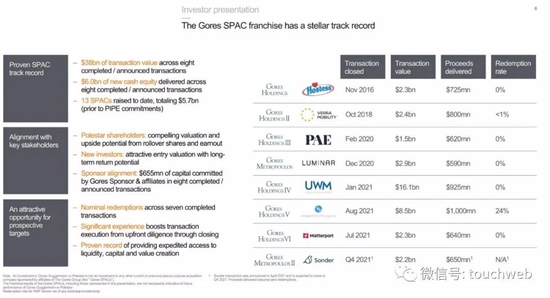 Investor presentation
6
The Gores SPAC franchise has a stellar track record
Proven SPAC
track record
- $38bn of transaction value across eight
completed / announced transactions
- $6.0bn of new cash equity delivered across
eight completed / announced transactions
- 13 SPACs raised to date, totaling $5.7bn
(prior to PIPE commitments)
Alignment with
key stakeholders
- Polestar shareholders: compelling valuation and
upside potential from rollover shares and earnout
- New investors: attractive entry valuation with long-
term return potential
- Sponsor alignment: $655mn of capital committed
by Gores Sponsor & affiliates in eight completed /
announced transactions
An attractive
opportunity for
prospective
targets
- Nominal redemptions across seven completed
transactions
- Significant experience boosts transaction
execution from upfront diligence through closing
- Proven record of providing expedited access to
liquidity, capital and value creation
Transaction closed Transaction value Proceeds delivered Redemption rate
GORES HOLDINGS Hostess Nov 2016 $2.3bn $725mn 0%
GORES HOLDINGS II VERRA MOBILITY Oct 2018 $2.4bn $800mn <1%
GORES HOLDINGS III PAE Feb 2020 $1.5bn $620mn 0%
GORES METROPOULOS LUMINAR Dec 2020 $2.9bn $590mn 0%
GORES HOLDINGS IV UWM Jan 2021 $16.1bn $925mn 0%
GORES HOLDINGS V Aug 2021 $8.5bn $1,000mn 24%
GORES HOLDINGS VI Matterport Jul 2021 $2.3bn $640mn 0%
GORES METROPOULOS II Sonder Q4 2021¹ $2.2bn $650mn¹ N/A¹
微信号: touchweb